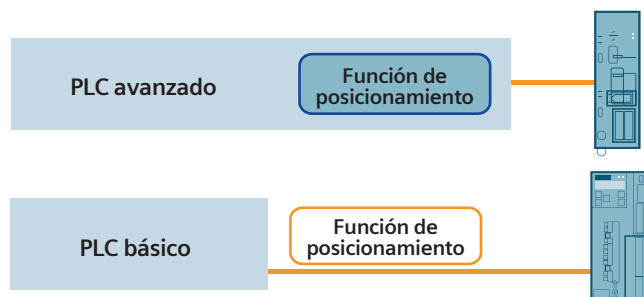 PLC avanzado
Función de
posicionamiento
PLC básico
Función de
posicionamiento